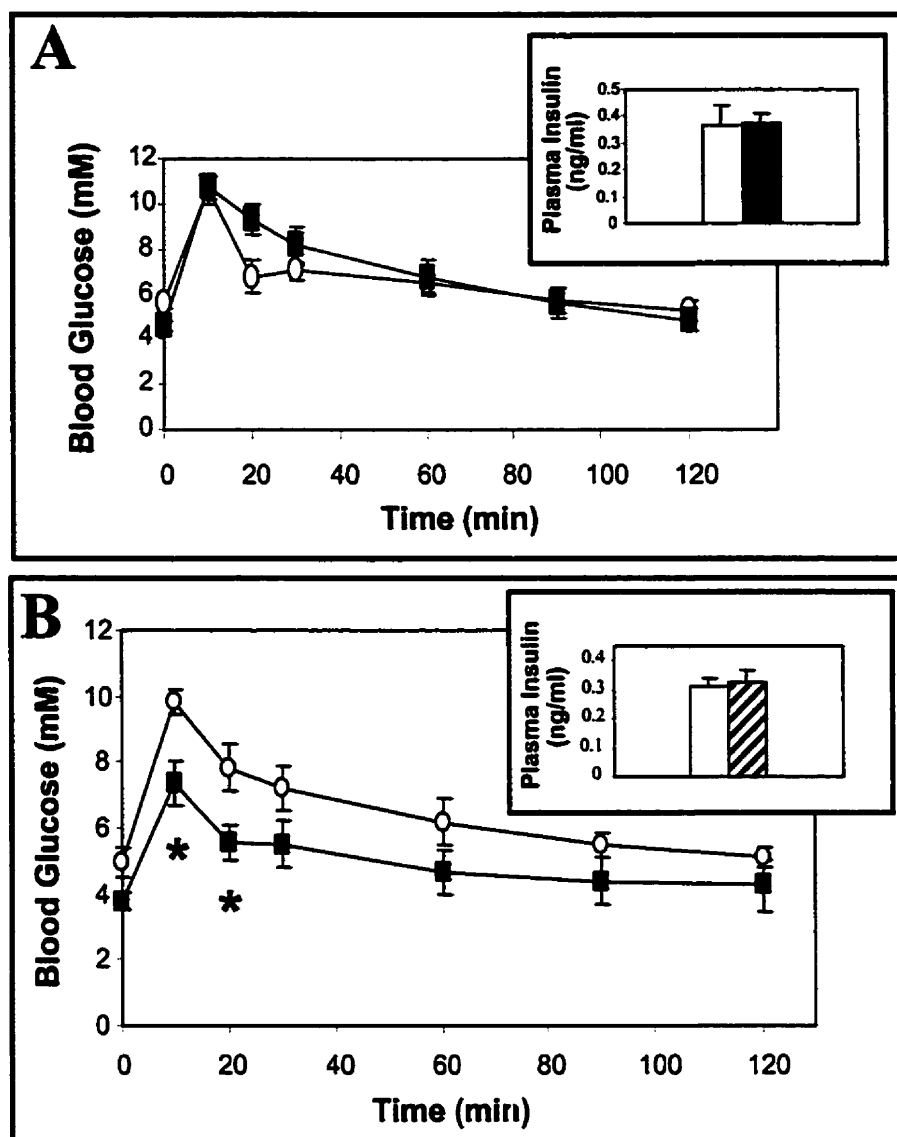 A
Plasma Insulin
(ng/ml)
0.5
0.4
0.3
0.2
0.1
0
Blood Glucose (mM)
12
10
8
6
4
2
0
0 20 40 60 80 100 120
Time (min)
B
Plasma Insulin
(ng/ml)
0.4
0.3
0.2
0.1
0
Blood Glucose (mM)
12
10
8
6
4
2
0
* *
0 20 40 60 80 100 120
Time (min)